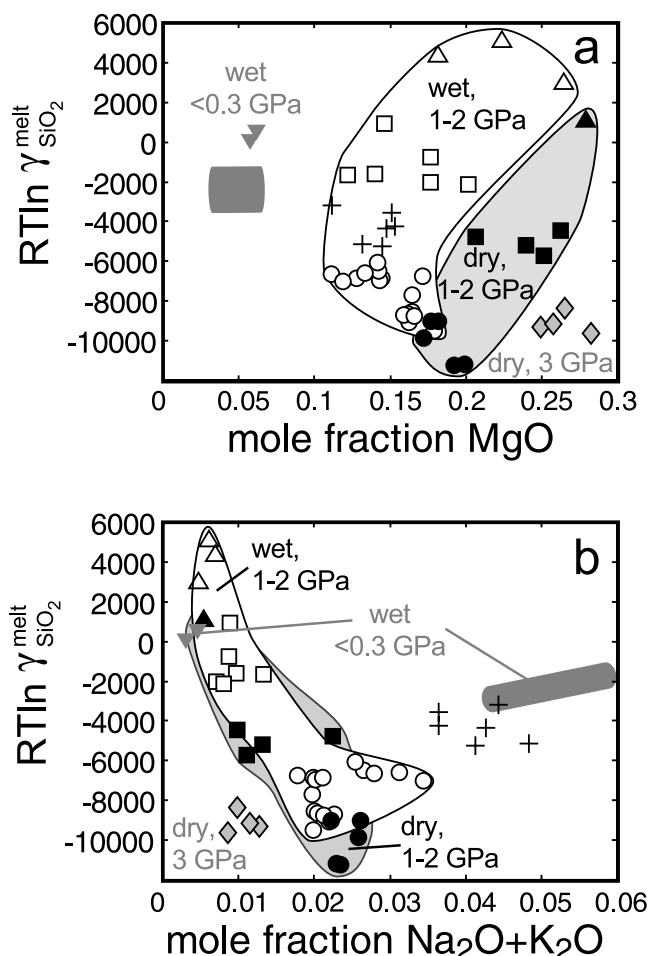 6000
4000
2000
0
-2000
-4000
-6000
-8000
-10000
RTln γ melt SiO2
a
wet
<0.3 GPa
wet,
1-2 GPa
dry,
1-2 GPa
dry, 3 GPa
0 0.05 0.1 0.15 0.2 0.25 0.3
mole fraction MgO
6000
4000
2000
0
-2000
-4000
-6000
-8000
-10000
RTln γ melt SiO2
b
wet,
1-2 GPa
wet
<0.3 GPa
dry,
3 GPa
dry,
1-2 GPa
0 0.01 0.02 0.03 0.04 0.05 0.06
mole fraction Na2O+K2O